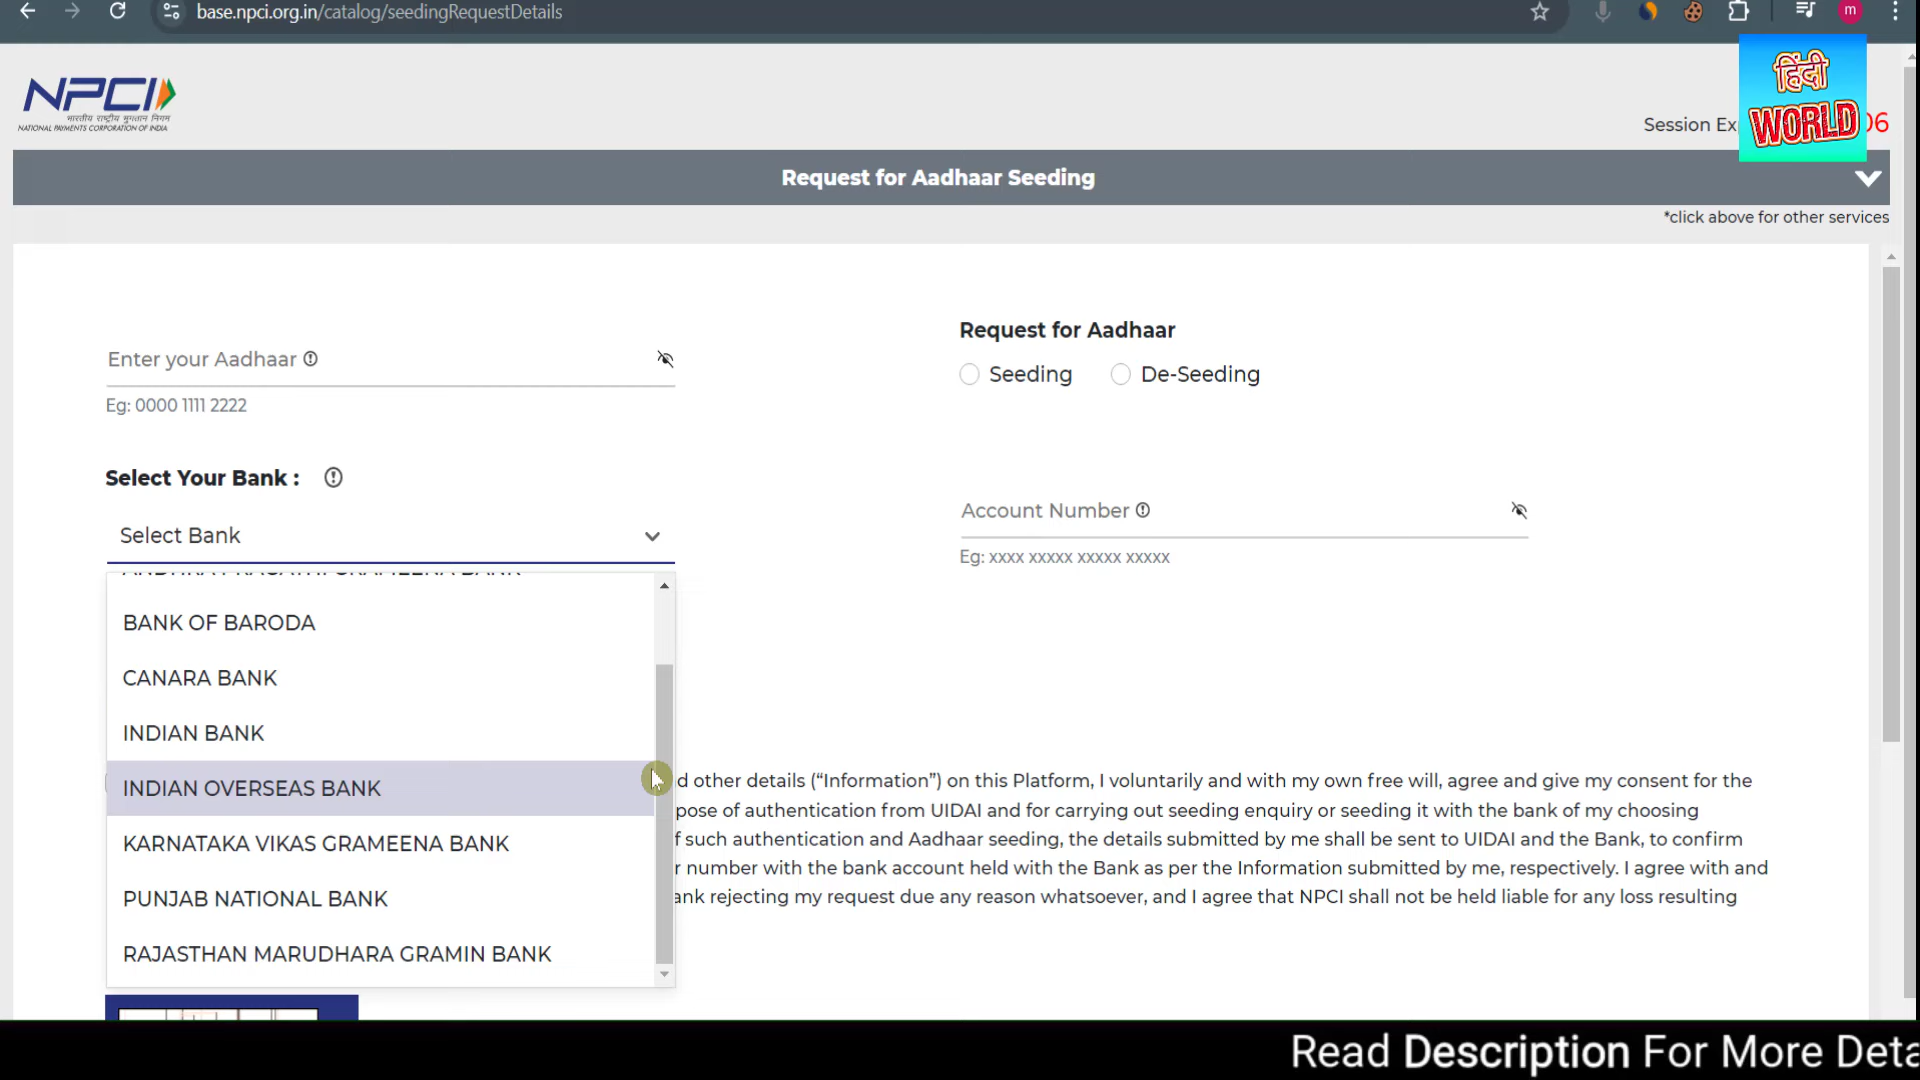 base.npci.org.in/catalog/seedingRequestDetails
m
NPCI
भारतीय राष्ट्रीय भुगतान निगम
NATIONAL PAYMENTS CORPORATION OF INDIA
हिंदी
WORLD
Session Ex
06
Request for Aadhaar Seeding
*click above for other services
Request for Aadhaar
Enter your Aadhaar
Seeding De-Seeding
Eg: 0000 1111 2222
Select Your Bank :
Account Number
Select Bank
Eg: xxxx xxxxx xxxxx xxxxx
BANK OF BARODA
CANARA BANK
INDIAN BANK
INDIAN OVERSEAS BANK
KARNATAKA VIKAS GRAMEENA BANK
PUNJAB NATIONAL BANK
RAJASTHAN MARUDHARA GRAMIN BANK
d other details (“Information”) on this Platform, I voluntarily and with my own free will, agree and give my consent for the
pose of authentication from UIDAI and for carrying out seeding enquiry or seeding it with the bank of my choosing
f such authentication and Aadhaar seeding, the details submitted by me shall be sent to UIDAI and the Bank, to confirm
r number with the bank account held with the Bank as per the Information submitted by me, respectively. I agree with and
ank rejecting my request due any reason whatsoever, and I agree that NPCI shall not be held liable for any loss resulting
Read Description For More Deta